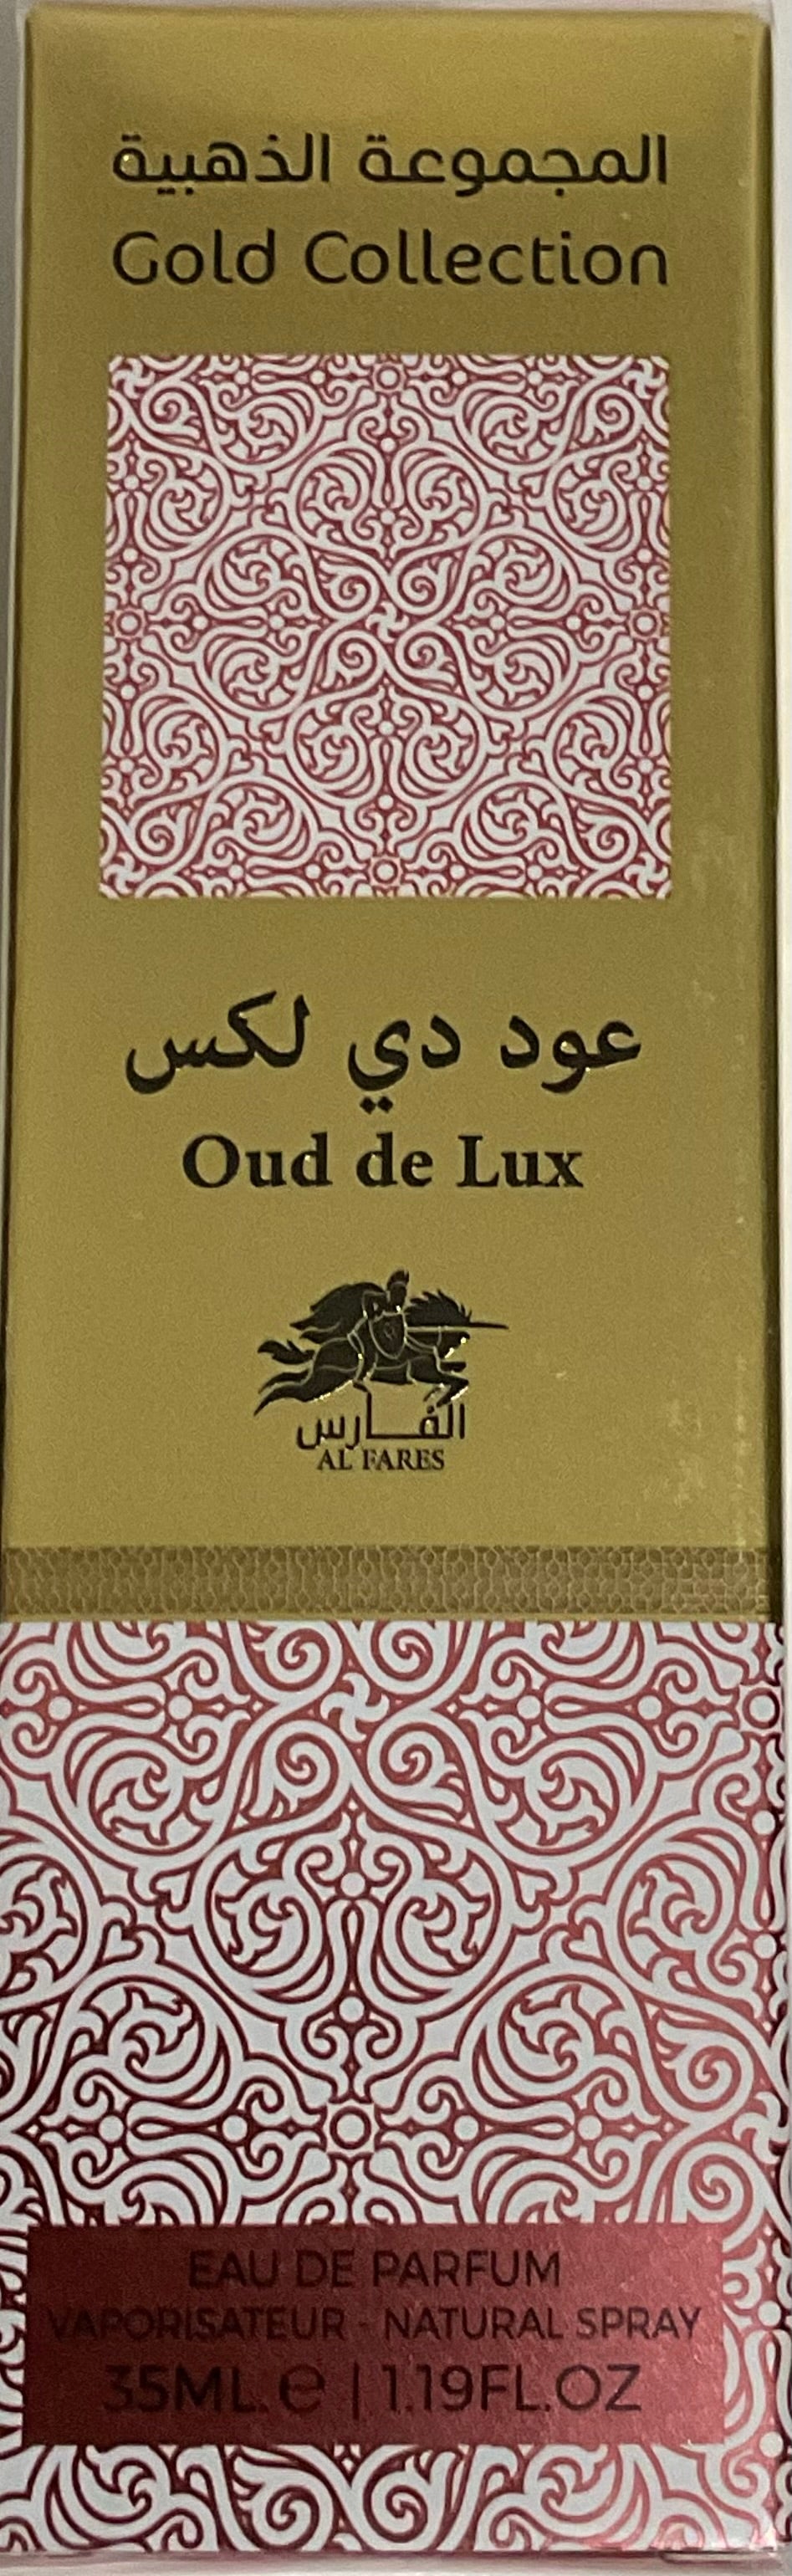 المجموعة الذهبية
Gold Collection
عود دي لكس
Oud de Lux
الفارس
AL FARES
EAU DE PARFUM
VAPORISATEUR - NATURAL SPRAY
35ML.e | 1.19FL.OZ